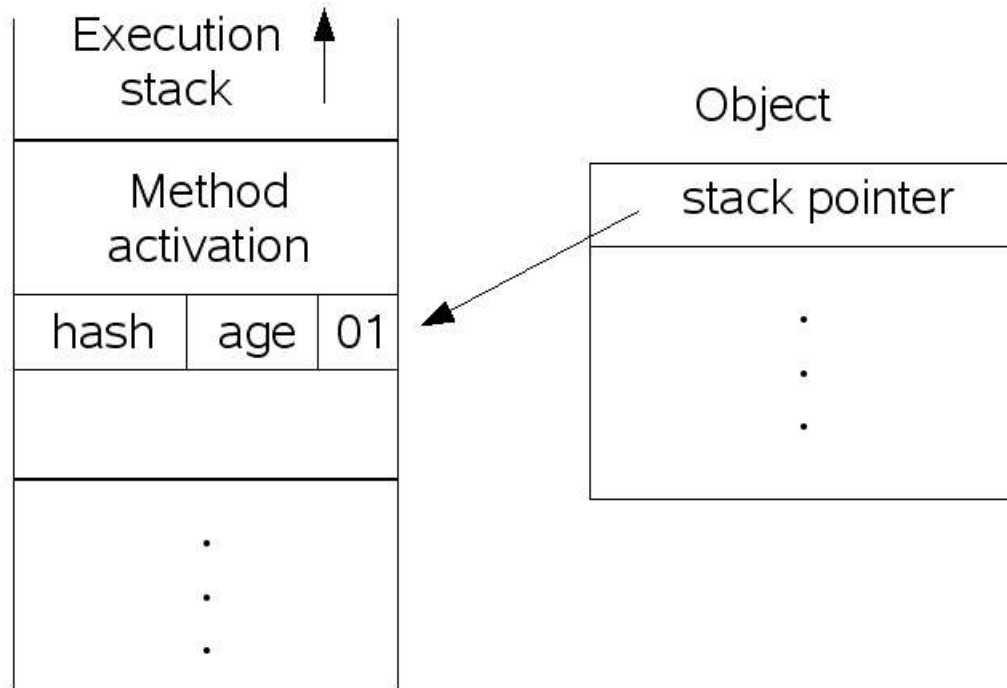 Execution
stack
Method
activation
hash age 01
Object
stack pointer